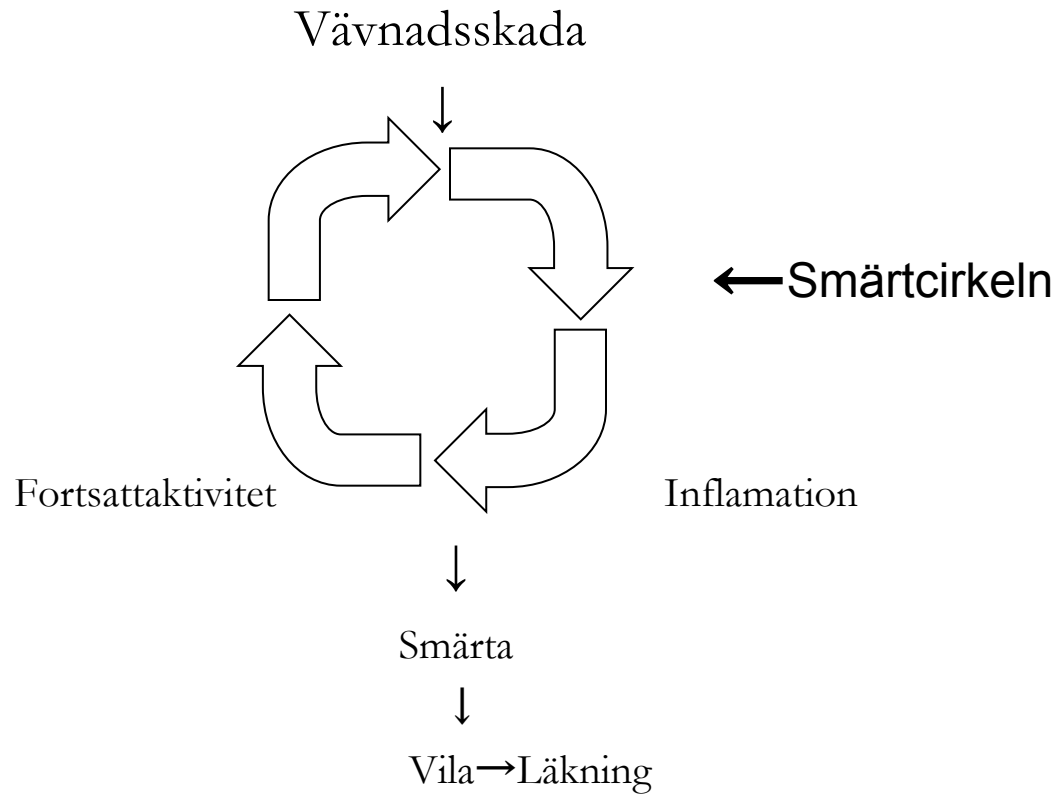 Vävnadsskada
↓
←Smärtcirkeln
Fortsattaktivitet
Inflamation
↓
Smärta
↓
Vila→Läkning